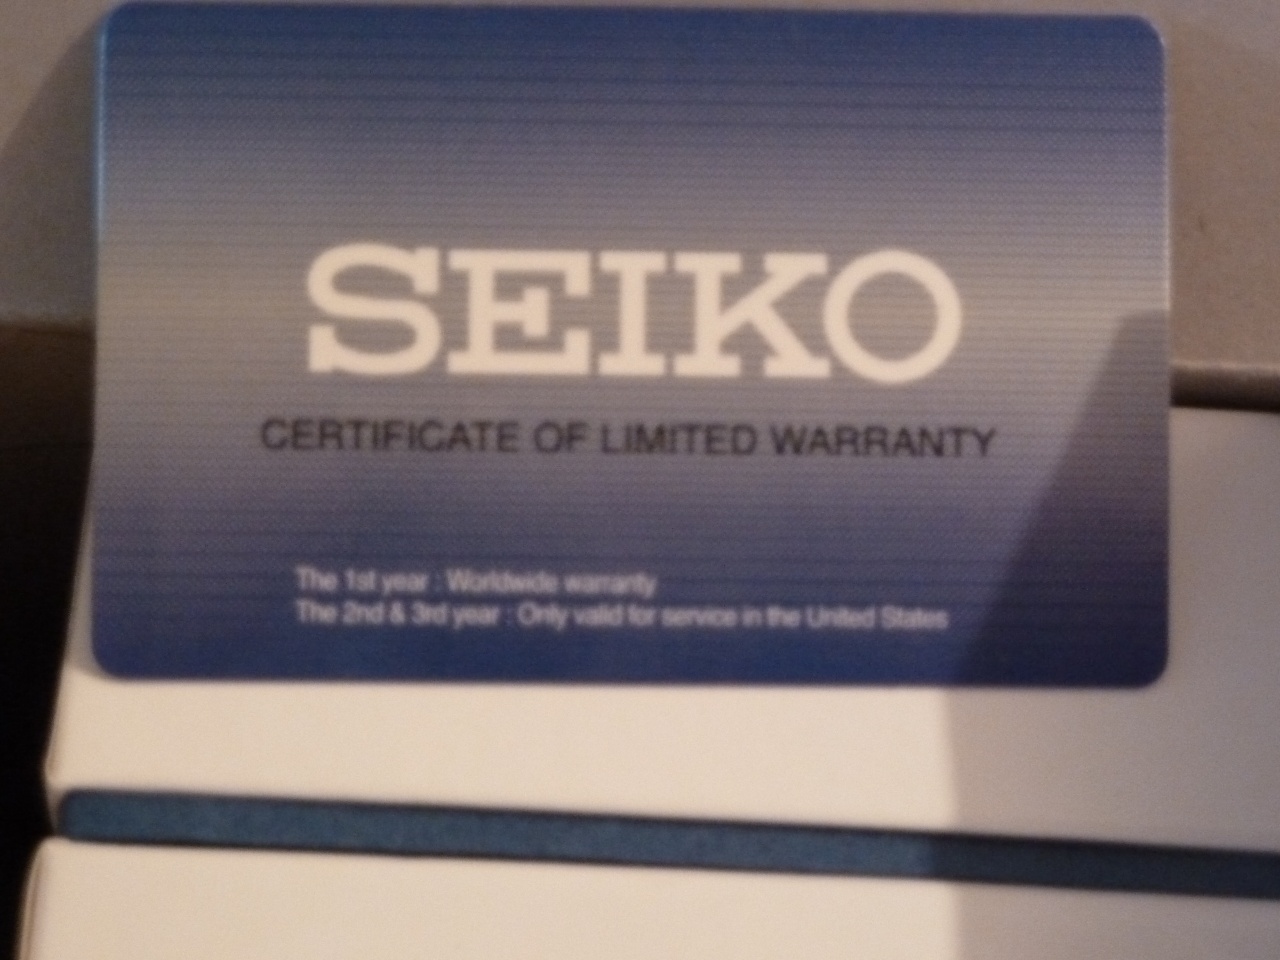 SEIKO
CERTIFICATE OF LIMITED WARRANTY
The 1st year : Worldwide warranty
The 2nd & 3rd year : Only valid for service in the United States